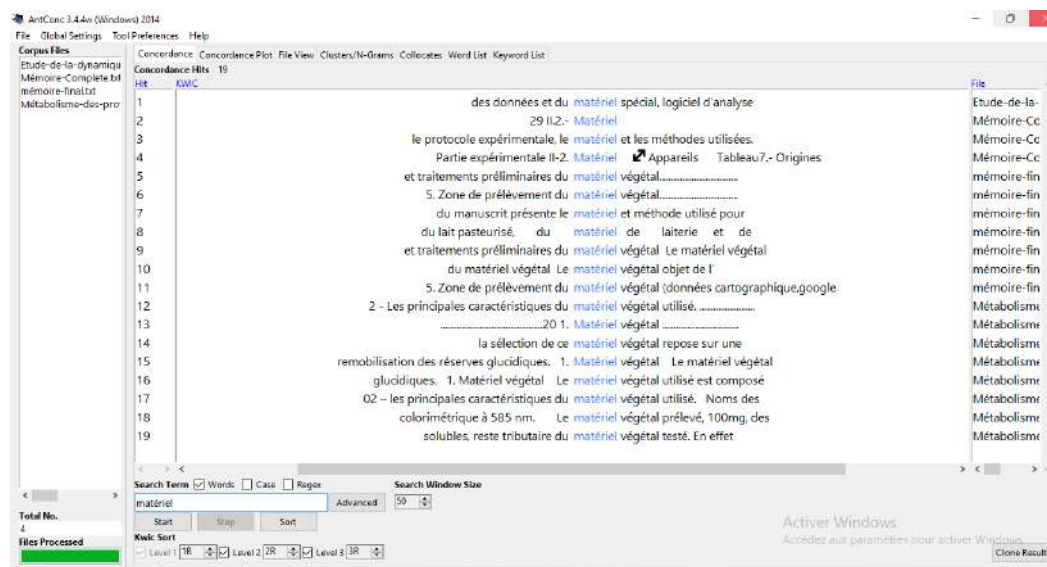 AntConc 3.4.4w (Windows) 2014
File Global Settings Tool Preferences Help
Corpus Files
Etude-de-la-dynamiqu
Mémoire-Complete.txt
mémoire-final.txt
Métabolisme-des-pro
Concordance Concordance Plot File View Clusters/N-Grams Collocates Word List Keyword List
Concordance Hits 19
Hit KWIC File
1 des données et du matériel spécial, logiciel d'analyse Etude-de-la-
2 29 II.2.- Matériel Mémoire-Co
3 le protocole expérimentale, le matériel et les méthodes utilisées. Mémoire-Co
4 Partie expérimentale II-2. Matériel Appareils Tableau7.- Origines Mémoire-Co
5 et traitements préliminaires du matériel végétal............................ mémoire-fin
6 5. Zone de prélèvement du matériel végétal............................ mémoire-fin
7 du manuscrit présente le matériel et méthode utilisé pour mémoire-fin
8 du lait pasteurisé, du matériel de laiterie et de mémoire-fin
9 et traitements préliminaires du matériel végétal Le matériel végétal mémoire-fin
10 du matériel végétal Le matériel végétal objet de l' mémoire-fin
11 5. Zone de prélèvement du matériel végétal (données cartographique,google mémoire-fin
12 2 - Les principales caractéristiques du matériel végétal utilisé. .................... Métabolisme
13 ....................................20 1. Matériel végétal ........................... Métabolisme
14 la sélection de ce matériel végétal repose sur une Métabolisme
15 remobilisation des réserves glucidiques. 1. Matériel végétal Le matériel végétal Métabolisme
16 glucidiques. 1. Matériel végétal Le matériel végétal utilisé est composé Métabolisme
17 02 – les principales caractéristiques du matériel végétal utilisé. Noms des Métabolisme
18 colorimétrique à 585 nm. Le matériel végétal prélevé, 100mg, des Métabolisme
19 solubles, reste tributaire du matériel végétal testé. En effet Métabolisme
Search Term Words Case Regex Search Window Size
matériel Advanced 50
Start Stop Sort
Total No.
4
Files Processed
Kwic Sort
Level 1 1R Level 2 2R Level 3 3R
Activer Windows
Accédez aux paramètres pour activer Windows.
Clone Result